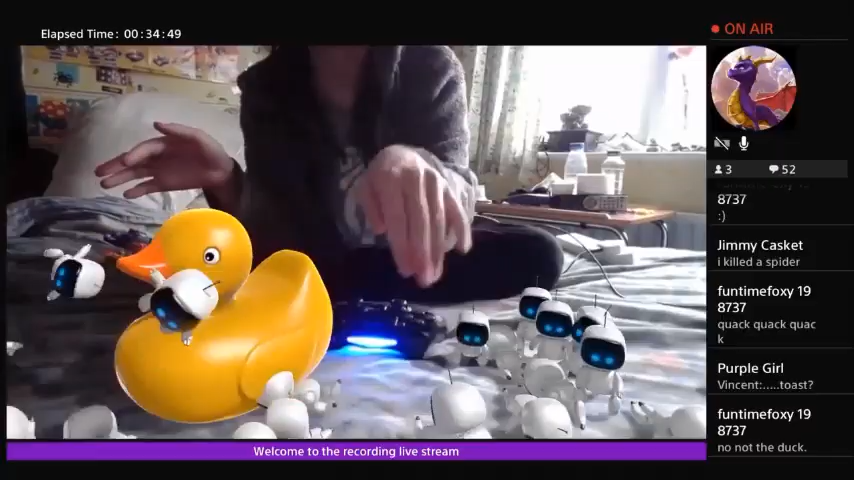 Elapsed Time: 00:34:49
ON AIR
3
52
8737
:)
Jimmy Casket
i killed a spider
funtimefoxy 19
8737
quack quack quac
k
Purple Girl
Vincent:.....toast?
funtimefoxy 19
8737
no not the duck.
Welcome to the recording live stream